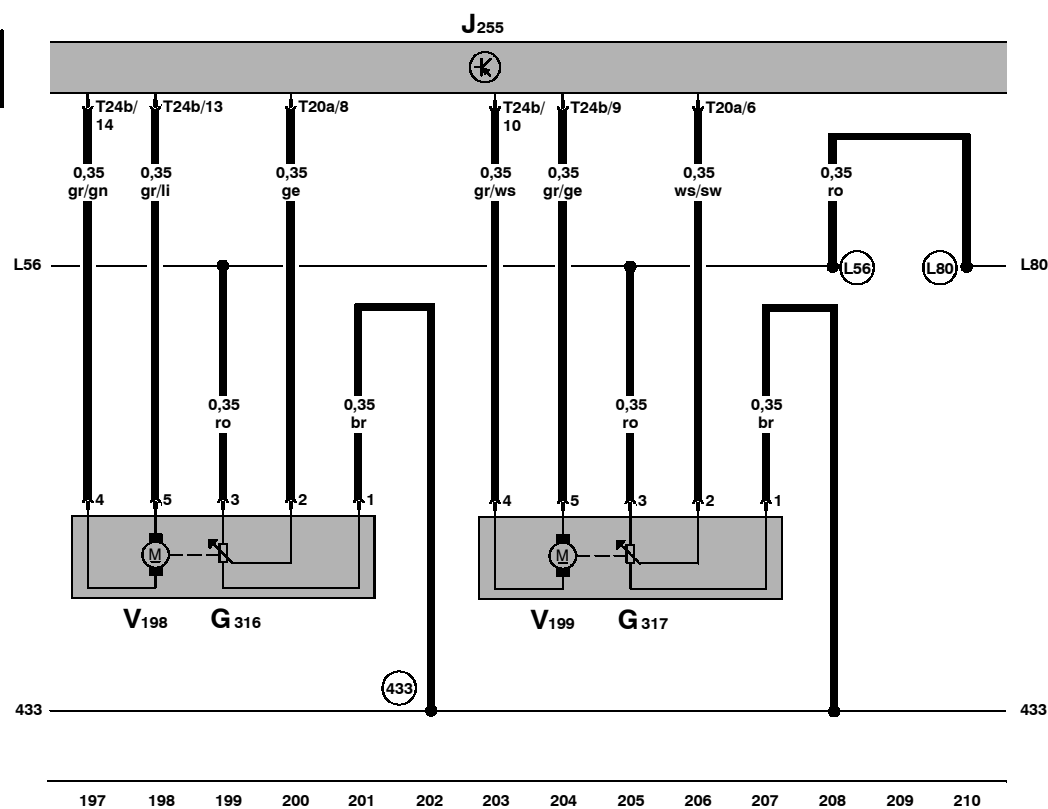 J255
T24b/
14
T24b/13
T20a/8
T24b/
10
T24b/9
T20a/6
0,35
gr/gn
0,35
gr/li
0,35
ge
0,35
gr/ws
0,35
gr/ge
0,35
ws/sw
0,35
ro
L56
L56
L80
L80
0,35
ro
0,35
br
0,35
ro
0,35
br
4
5
3
2
1
4
5
3
2
1
M
M
V198
G316
V199
G317
433
433
433
197 198 199 200 201 202 203 204 205 206 207 208 209 210